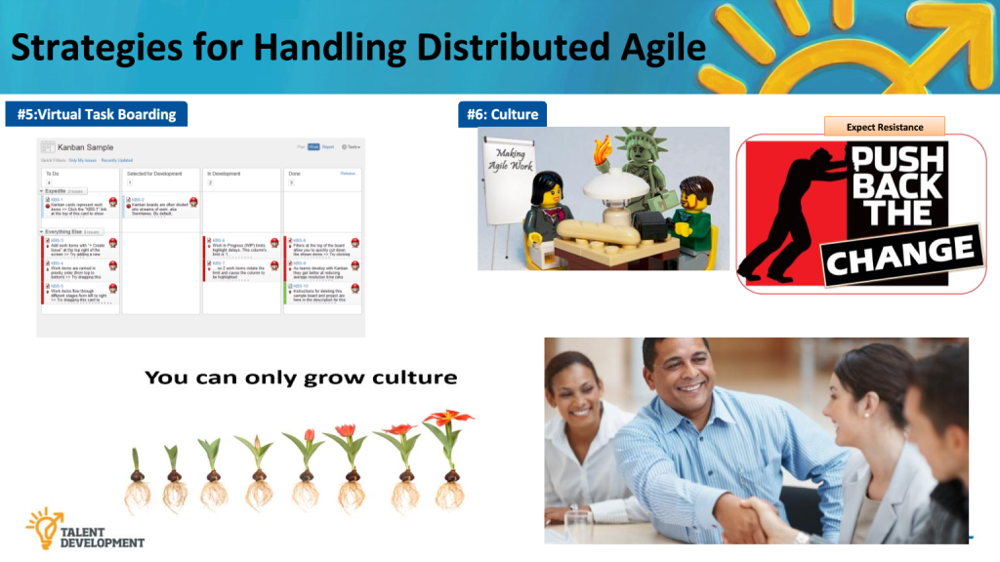 Strategies for Handling Distributed Agile
#5:Virtual Task Boarding
#6: Culture
Expect Resistance
Kanban Sample
Plan Work Report Tools
Quick Filters: Only My Issues Recently Updated
To Do
4
Selected for Development
1
In Development
2
Done
3
Release...
Expedite 2 issues
KBS-1
Kanban cards represent work
items >> Click the "KBS-1" link
at the top of this card to show
KBS-2
Kanban boards are often divided
into streams of work, aka
Swimlanes. By default,
Everything Else 8 issues
KBS-3
Add work items with "+ Create
Issue" at the top right of the
screen >> Try adding a new
KBS-4
Work items are ranked in
priority order (from top to
bottom) >> Try dragging this
KBS-5
Work items flow through
different stages from left to right
>> Try dragging this card to
KBS-6
Work In Progress (WIP) limits
highlight delays. This column's
limit is
KBS-7
2 work items violate the
limit and cause the column to
be highlighted
Filters at the top of the board
allow you to quickly cut down
the shown items >> Try clicking
As teams develop with Kanban
they get better at reducing
average resolution time
KBS-10
Instructions for deleting this
sample board and project are
here in the description for this
Making
Agile Work
PUSH
BACK
THE
CHANGE
You can only grow culture
TALENT
DEVELOPMENT